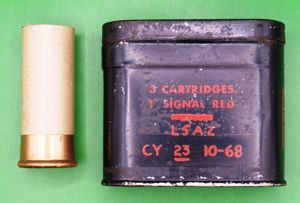 3 CARTRIDGES
1" SIGNAL RED
L5A2
CY 23 10-68